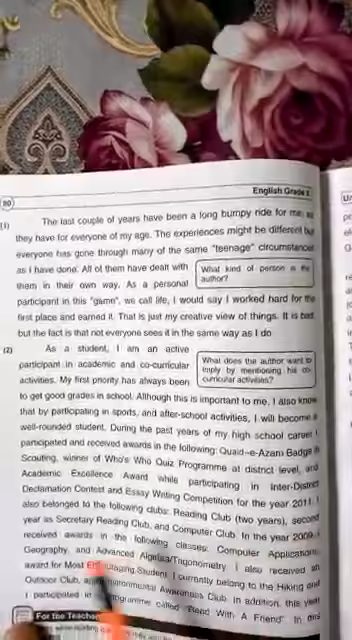 80
English Grade
(1) The last couple of years have been a long bumpy ride for me, as
they have for everyone of my age. The experiences might be different but
everyone has gone through many of the same "teenage" circumstances
as I have done. All of them have dealt with
them in their own way. As a personal
What kind of person is the
author?
participant in this "game", we call life, I would say I worked hard for the
first place and earned it. That is just my creative view of things. It is bad
but the fact is that not everyone sees it in the same way as I do
(2) As a student, I am an active
participant in academic and co-curricular
activities. My first priority has always been
What does the author want to
imply by mentioning his co-
curricular activities?
to get good grades in school. Although this is important to me, I also know
that by participating in sports, and after-school activities, I will become a
well-rounded student. During the past years of my high school career I
participated and received awards in the following: Quaid-e-Azam Badge in
Scouting, winner of Who's Who Quiz Programme at district level, and
Academic Excellence Award while participating in Inter-District
Declamation Contest and Essay Writing Competition for the year 2011. I
also belonged to the following clubs: Reading Club (two years), second
year as Secretary Reading Club, and Computer Club. In the year 2009, I
received awards in the following classes: Computer Applications,
Geography, and Advanced Algebra/Trigonometry. I also received an
award for Most Student. I currently belong to the Hiking and
Outdoor Club, Environmental Awareness Club. In addition, this year
I participated in programme called "Read With A Friend". In this
For the Teacher